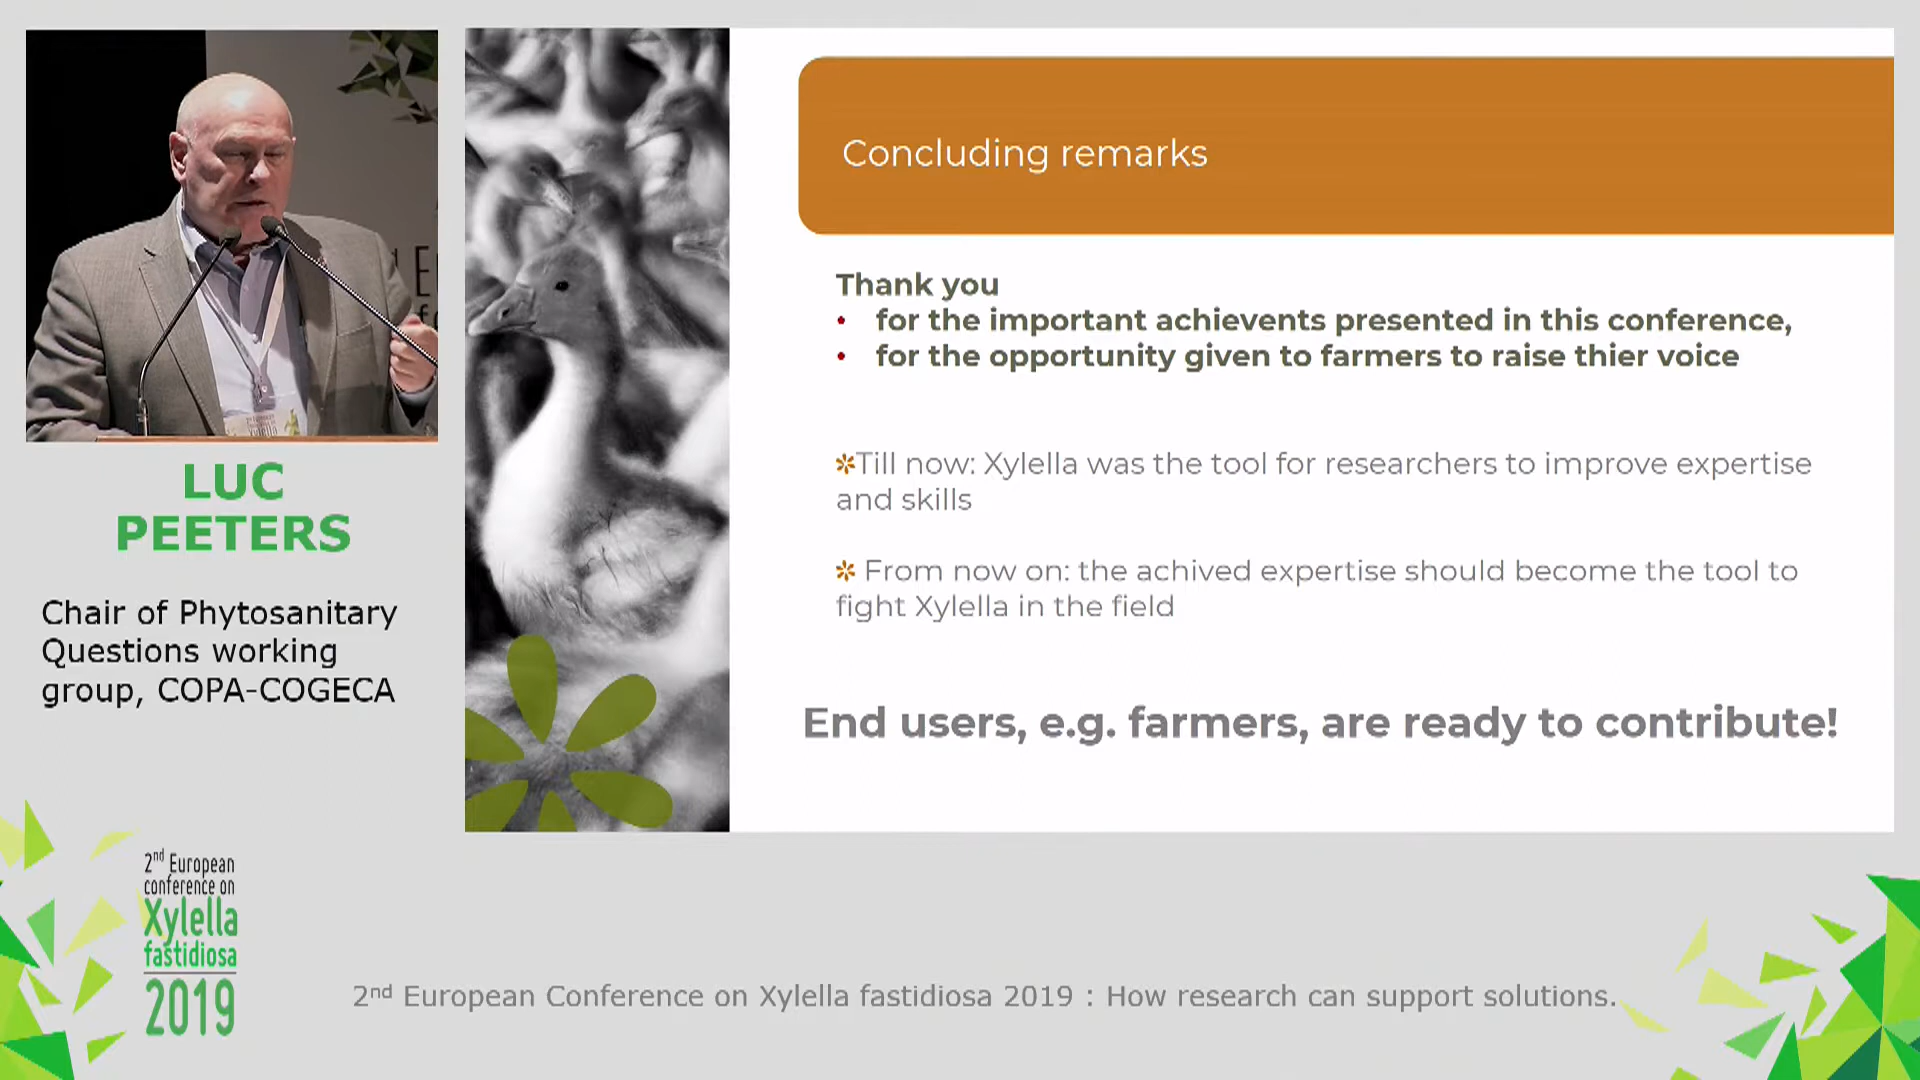 LUC
PEETERS
Chair of Phytosanitary
Questions working
group, COPA-COGECA
Concluding remarks
Thank you
• for the important achievents presented in this conference,
• for the opportunity given to farmers to raise thier voice
✲Till now: Xylella was the tool for researchers to improve expertise
and skills
✲ From now on: the achived expertise should become the tool to
fight Xylella in the field
End users, e.g. farmers, are ready to contribute!
2nd European
conference on
Xylella
fastidiosa
2019
2nd European Conference on Xylella fastidiosa 2019 : How research can support solutions.